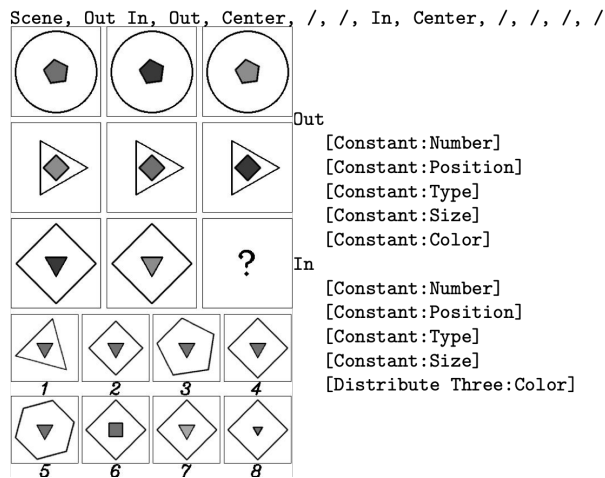 Scene, Out In, Out, Center, /, /, In, Center, /, /, /, /
Out
[Constant:Number]
[Constant:Position]
[Constant:Type]
[Constant:Size]
[Constant:Color]
In
[Constant:Number]
[Constant:Position]
[Constant:Type]
[Constant:Size]
[Distribute Three:Color]
?
1 2 3 4
5 6 7 8